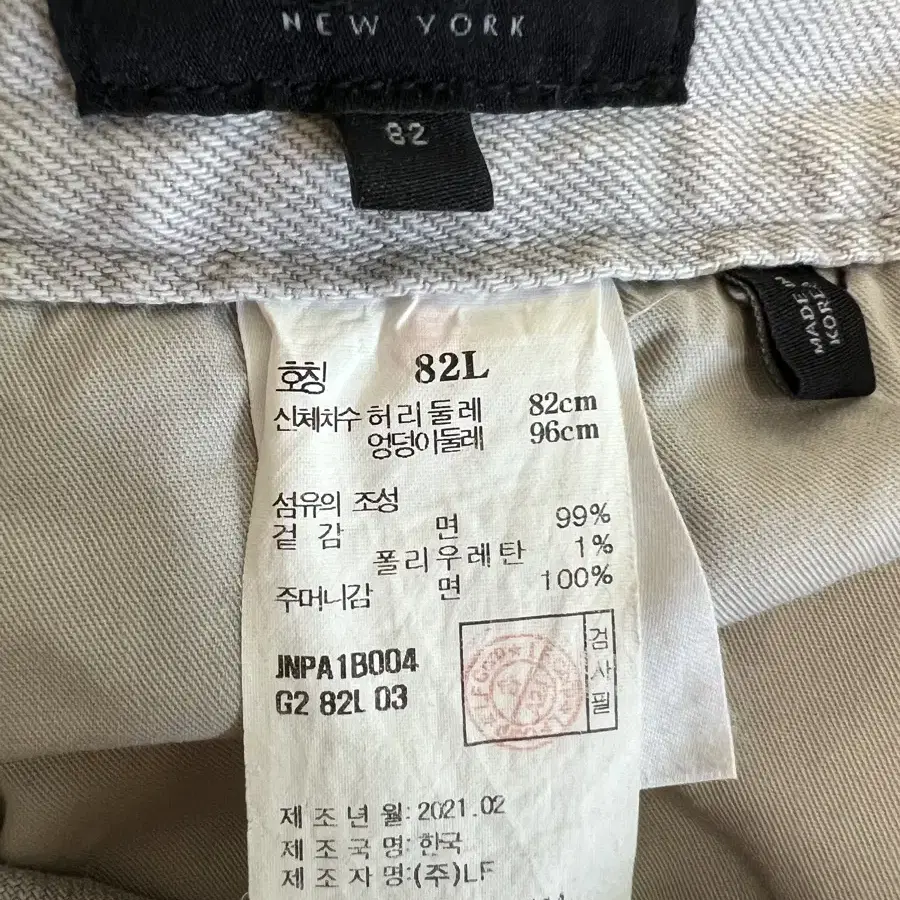 NEW YORK
82
MADE IN
KOREA
호칭 82L
신체치수 허리둘레 82cm
엉덩이둘레 96cm
섬유의 조성
겉 감 면 99%
폴리우레탄 1%
주머니감 면 100%
JNPA1B004
G2 82L 03
검사필
제조년월: 2021.02
제조국명: 한국
제조자명: (주)LF